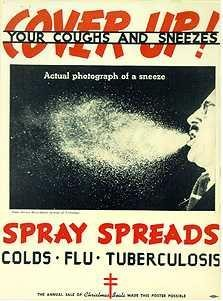 COVER UP!
YOUR COUGHS AND SNEEZES
Actual photograph of a sneeze
SPRAY SPREADS
COLDS · FLU · TUBERCULOSIS
THE ANNUAL SALE OF Christmas Seals MADE THIS POSTER POSSIBLE